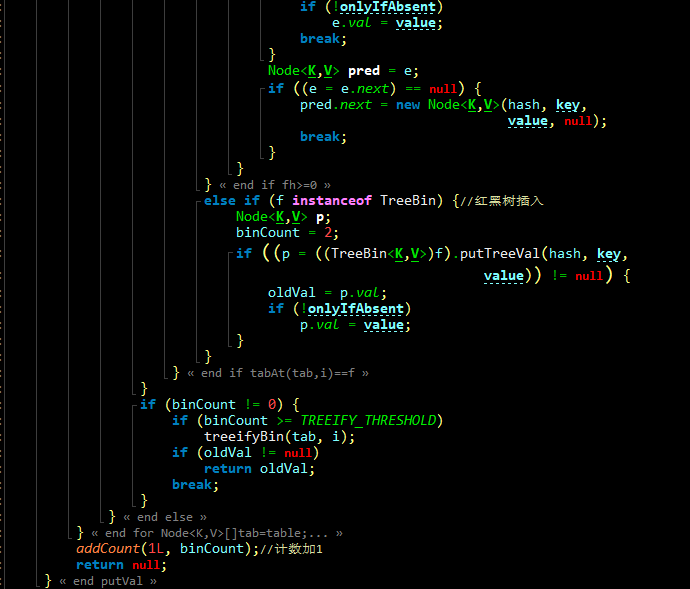 if (!onlyIfAbsent)
e.val = value;
break;
}
Node<K,V> pred = e;
if ((e = e.next) == null) {
pred.next = new Node<K,V>(hash, key,
value, null);
break;
}
}
} « end if fh>=0 »
else if (f instanceof TreeBin) {//红黑树插入
Node<K,V> p;
binCount = 2;
if ((p = ((TreeBin<K,V>)f).putTreeVal(hash, key,
value)) != null) {
oldVal = p.val;
if (!onlyIfAbsent)
p.val = value;
}
}
} « end if tabAt(tab,i)==f »
}
if (binCount != 0) {
if (binCount >= TREEIFY_THRESHOLD)
treeifyBin(tab, i);
if (oldVal != null)
return oldVal;
break;
}
} « end else »
} « end for Node<K,V>[]tab=table;... »
addCount(1L, binCount);//计数加1
return null;
} « end putVal »